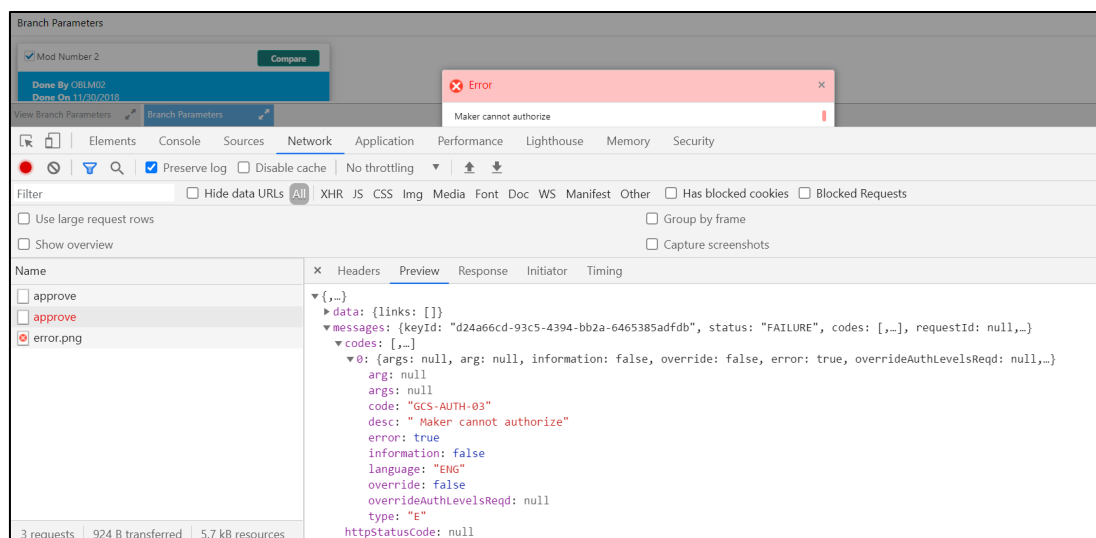 Branch Parameters
Mod Number 2
Compare
Done By OBLM02
Done On 11/30/2018
Error
×
Maker cannot authorize
View Branch Parameters
Branch Parameters
Elements Console Sources Network Application Performance Lighthouse Memory Security
Preserve log Disable cache No throttling
Filter Hide data URLs All XHR JS CSS Img Media Font Doc WS Manifest Other Has blocked cookies Blocked Requests
Use large request rows Group by frame
Show overview Capture screenshots
Name
approve
approve
error.png
× Headers Preview Response Initiator Timing
▼{,…}
▶data: {links: []}
▼messages: {keyId: "d24a66cd-93c5-4394-bb2a-6465385adfdb", status: "FAILURE", codes: [,…], requestId: null,…}
▼codes: [,…]
▼0: {args: null, arg: null, information: false, override: false, error: true, overrideAuthLevelsReqd: null,…}
arg: null
args: null
code: "GCS-AUTH-03"
desc: " Maker cannot authorize"
error: true
information: false
language: "ENG"
override: false
overrideAuthLevelsReqd: null
type: "E"
httpStatusCode: null
3 requests 924 B transferred 5.7 kB resources